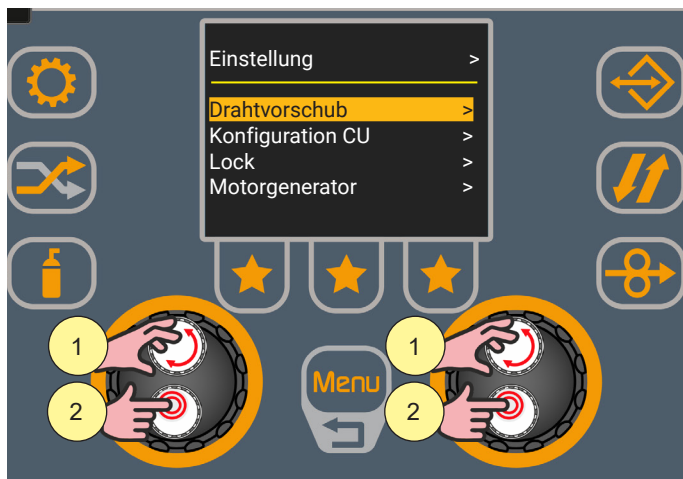 Einstellung >
Drahtvorschub >
Konfiguration CU >
Lock >
Motorgenerator >
1
1
2
2
Menu